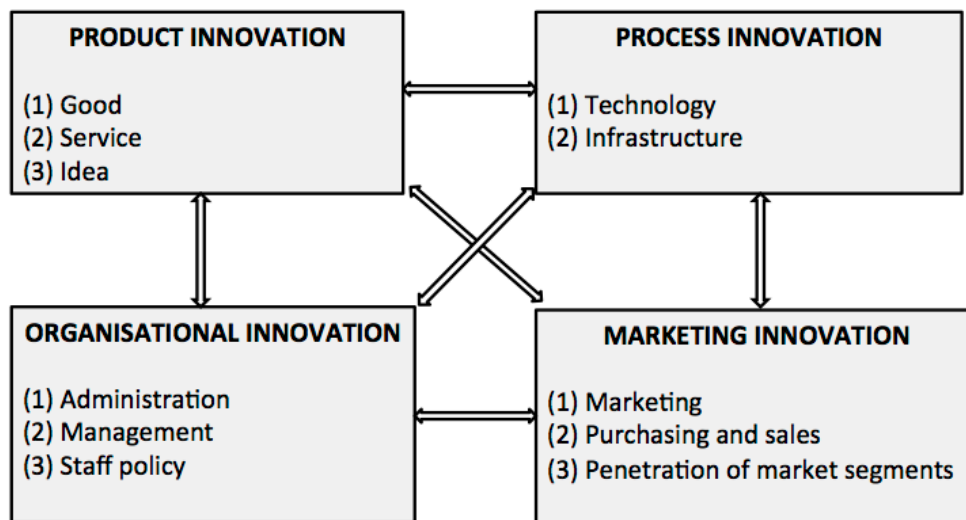 PRODUCT INNOVATION
(1) Good
(2) Service
(3) Idea
PROCESS INNOVATION
(1) Technology
(2) Infrastructure
ORGANISATIONAL INNOVATION
(1) Administration
(2) Management
(3) Staff policy
MARKETING INNOVATION
(1) Marketing
(2) Purchasing and sales
(3) Penetration of market segments